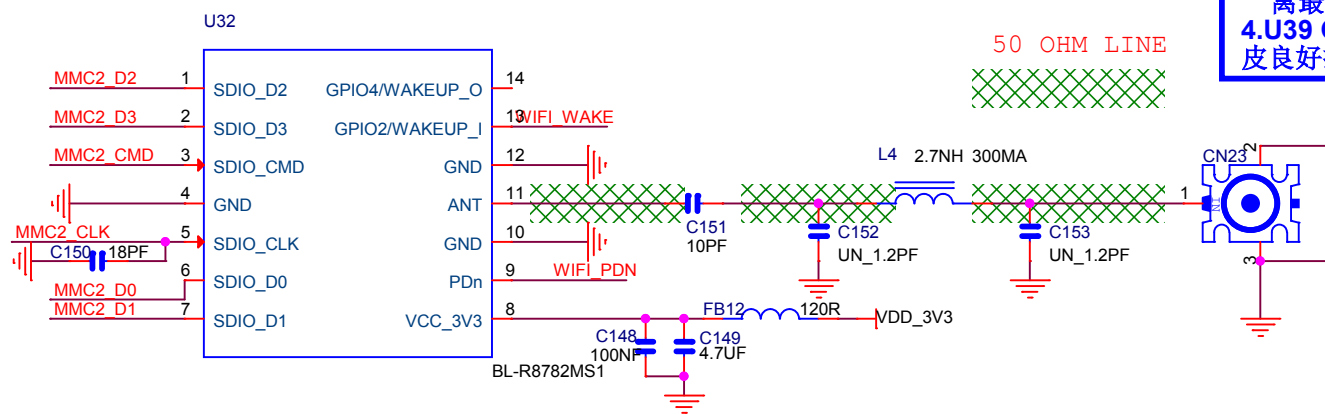 U32
4.U39
皮良好
50 OHM LINE
MMC2_D2
1
SDIO_D2
GPIO4/WAKEUP_O
14
MMC2_D3
2
SDIO_D3
GPIO2/WAKEUP_I
13
WIFI_WAKE
MMC2_CMD
3
SDIO_CMD
GND
12
L4
2.7NH 300MA
CN23
2
4
GND
ANT
11
C151
10PF
1
MMC2_CLK
5
SDIO_CLK
GND
10
C152
UN_1.2PF
C153
UN_1.2PF
3
C150
18PF
6
SDIO_D0
PDn
9
WIFI_PDN
MMC2_D0
MMC2_D1
7
SDIO_D1
VCC_3V3
8
FB12
120R
VDD_3V3
C148
100NF
C149
4.7UF
BL-R8782MS1